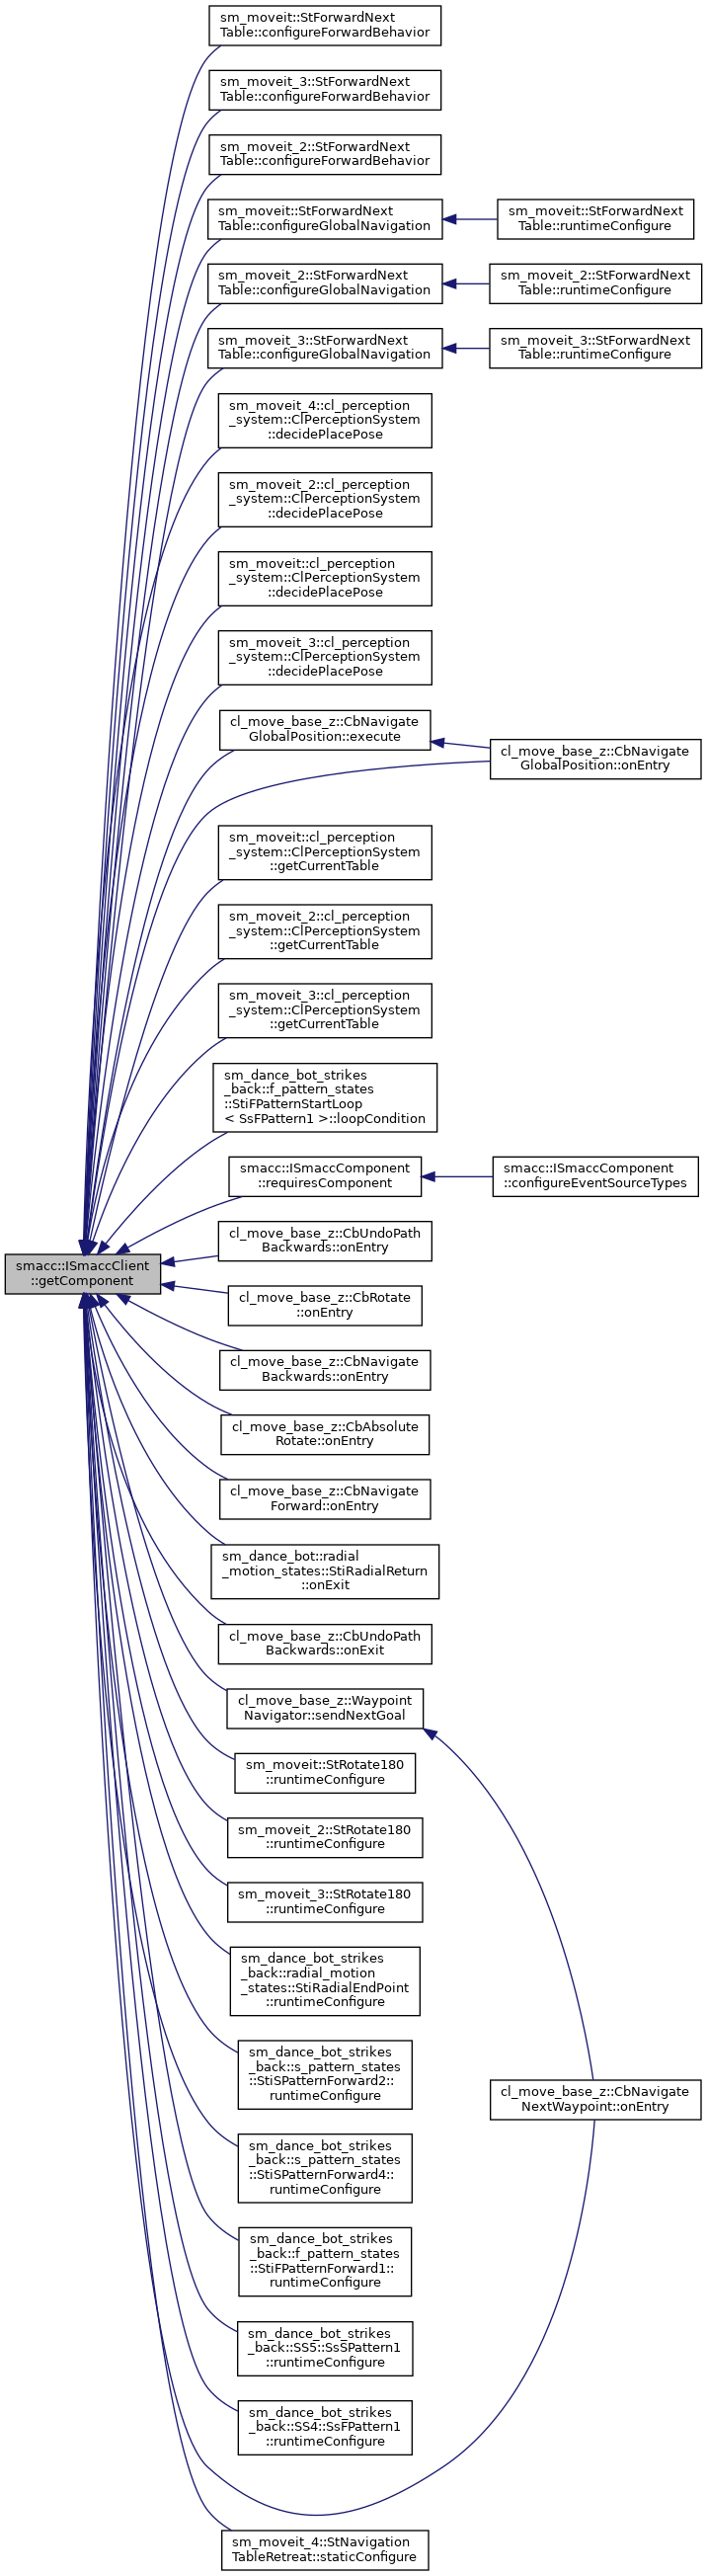 sm_moveit::StForwardNext
Table::configureForwardBehavior
sm_moveit_3::StForwardNext
Table::configureForwardBehavior
sm_moveit_2::StForwardNext
Table::configureForwardBehavior
sm_moveit::StForwardNext
Table::configureGlobalNavigation
sm_moveit::StForwardNext
Table::runtimeConfigure
sm_moveit_2::StForwardNext
Table::configureGlobalNavigation
sm_moveit_2::StForwardNext
Table::runtimeConfigure
sm_moveit_3::StForwardNext
Table::configureGlobalNavigation
sm_moveit_3::StForwardNext
Table::runtimeConfigure
sm_moveit_4::cl_perception
_system::ClPerceptionSystem
::decidePlacePose
sm_moveit_2::cl_perception
_system::ClPerceptionSystem
::decidePlacePose
sm_moveit::cl_perception
_system::ClPerceptionSystem
::decidePlacePose
sm_moveit_3::cl_perception
_system::ClPerceptionSystem
::decidePlacePose
cl_move_base_z::CbNavigate
GlobalPosition::execute
cl_move_base_z::CbNavigate
GlobalPosition::onEntry
sm_moveit::cl_perception
_system::ClPerceptionSystem
::getCurrentTable
sm_moveit_2::cl_perception
_system::ClPerceptionSystem
::getCurrentTable
sm_moveit_3::cl_perception
_system::ClPerceptionSystem
::getCurrentTable
sm_dance_bot_strikes
_back::f_pattern_states
::StiFPatternStartLoop
< SsFPattern1 >::loopCondition
smacc::ISmaccComponent
::requiresComponent
smacc::ISmaccComponent
::configureEventSourceTypes
cl_move_base_z::CbUndoPath
Backwards::onEntry
smacc::ISmaccClient
::getComponent
cl_move_base_z::CbRotate
::onEntry
cl_move_base_z::CbNavigate
Backwards::onEntry
cl_move_base_z::CbAbsolute
Rotate::onEntry
cl_move_base_z::CbNavigate
Forward::onEntry
sm_dance_bot::radial
_motion_states::StiRadialReturn
::onExit
cl_move_base_z::CbUndoPath
Backwards::onExit
cl_move_base_z::Waypoint
Navigator::sendNextGoal
sm_moveit::StRotate180
::runtimeConfigure
sm_moveit_2::StRotate180
::runtimeConfigure
sm_moveit_3::StRotate180
::runtimeConfigure
sm_dance_bot_strikes
_back::radial_motion
_states::StiRadialEndPoint
::runtimeConfigure
sm_dance_bot_strikes
_back::s_pattern_states
::StiSPatternForward2::
runtimeConfigure
cl_move_base_z::CbNavigate
NextWaypoint::onEntry
sm_dance_bot_strikes
_back::s_pattern_states
::StiSPatternForward4::
runtimeConfigure
sm_dance_bot_strikes
_back::f_pattern_states
::StiFPatternForward1::
runtimeConfigure
sm_dance_bot_strikes
_back::SS5::SsSPattern1
::runtimeConfigure
sm_dance_bot_strikes
_back::SS4::SsFPattern1
::runtimeConfigure
sm_moveit_4::StNavigation
TableRetreat::staticConfigure